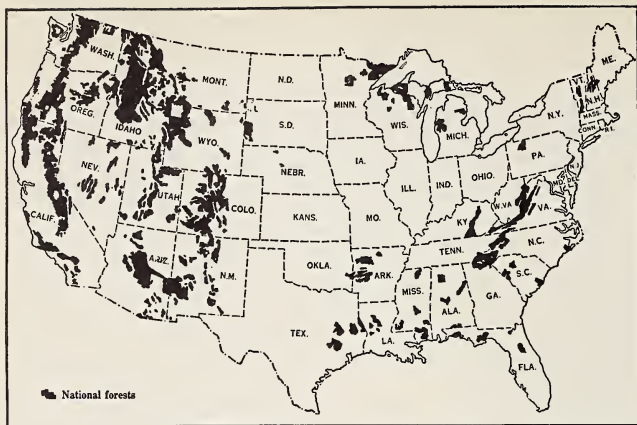 WASH.
MONT.
N.D.
MINN.
ME.
VT.
N.H.
OREG.
IDAHO
S.D.
WIS.
MICH.
N.Y.
MASS.
CONN.
R.I.
WYO.
IA.
PA.
N.J.
NEV.
UTAH
COLO.
NEBR.
ILL.
IND.
OHIO.
MD.
DE.
CALIF.
KANS.
MO.
KY.
W.VA
VA.
ARIZ.
N.M.
OKLA.
ARK.
TENN.
N.C.
S.C.
TEX.
LA.
MISS.
ALA.
GA.
FLA.
National forests